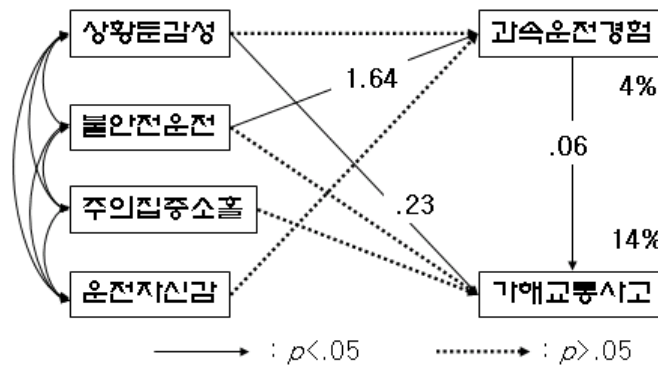 상황둔감성
과속운전경험
1.64
4%
불안전운전
.06
주의집중소홀
.23
14%
운전자신감
가해교통사고
: p<.05
: p>.05